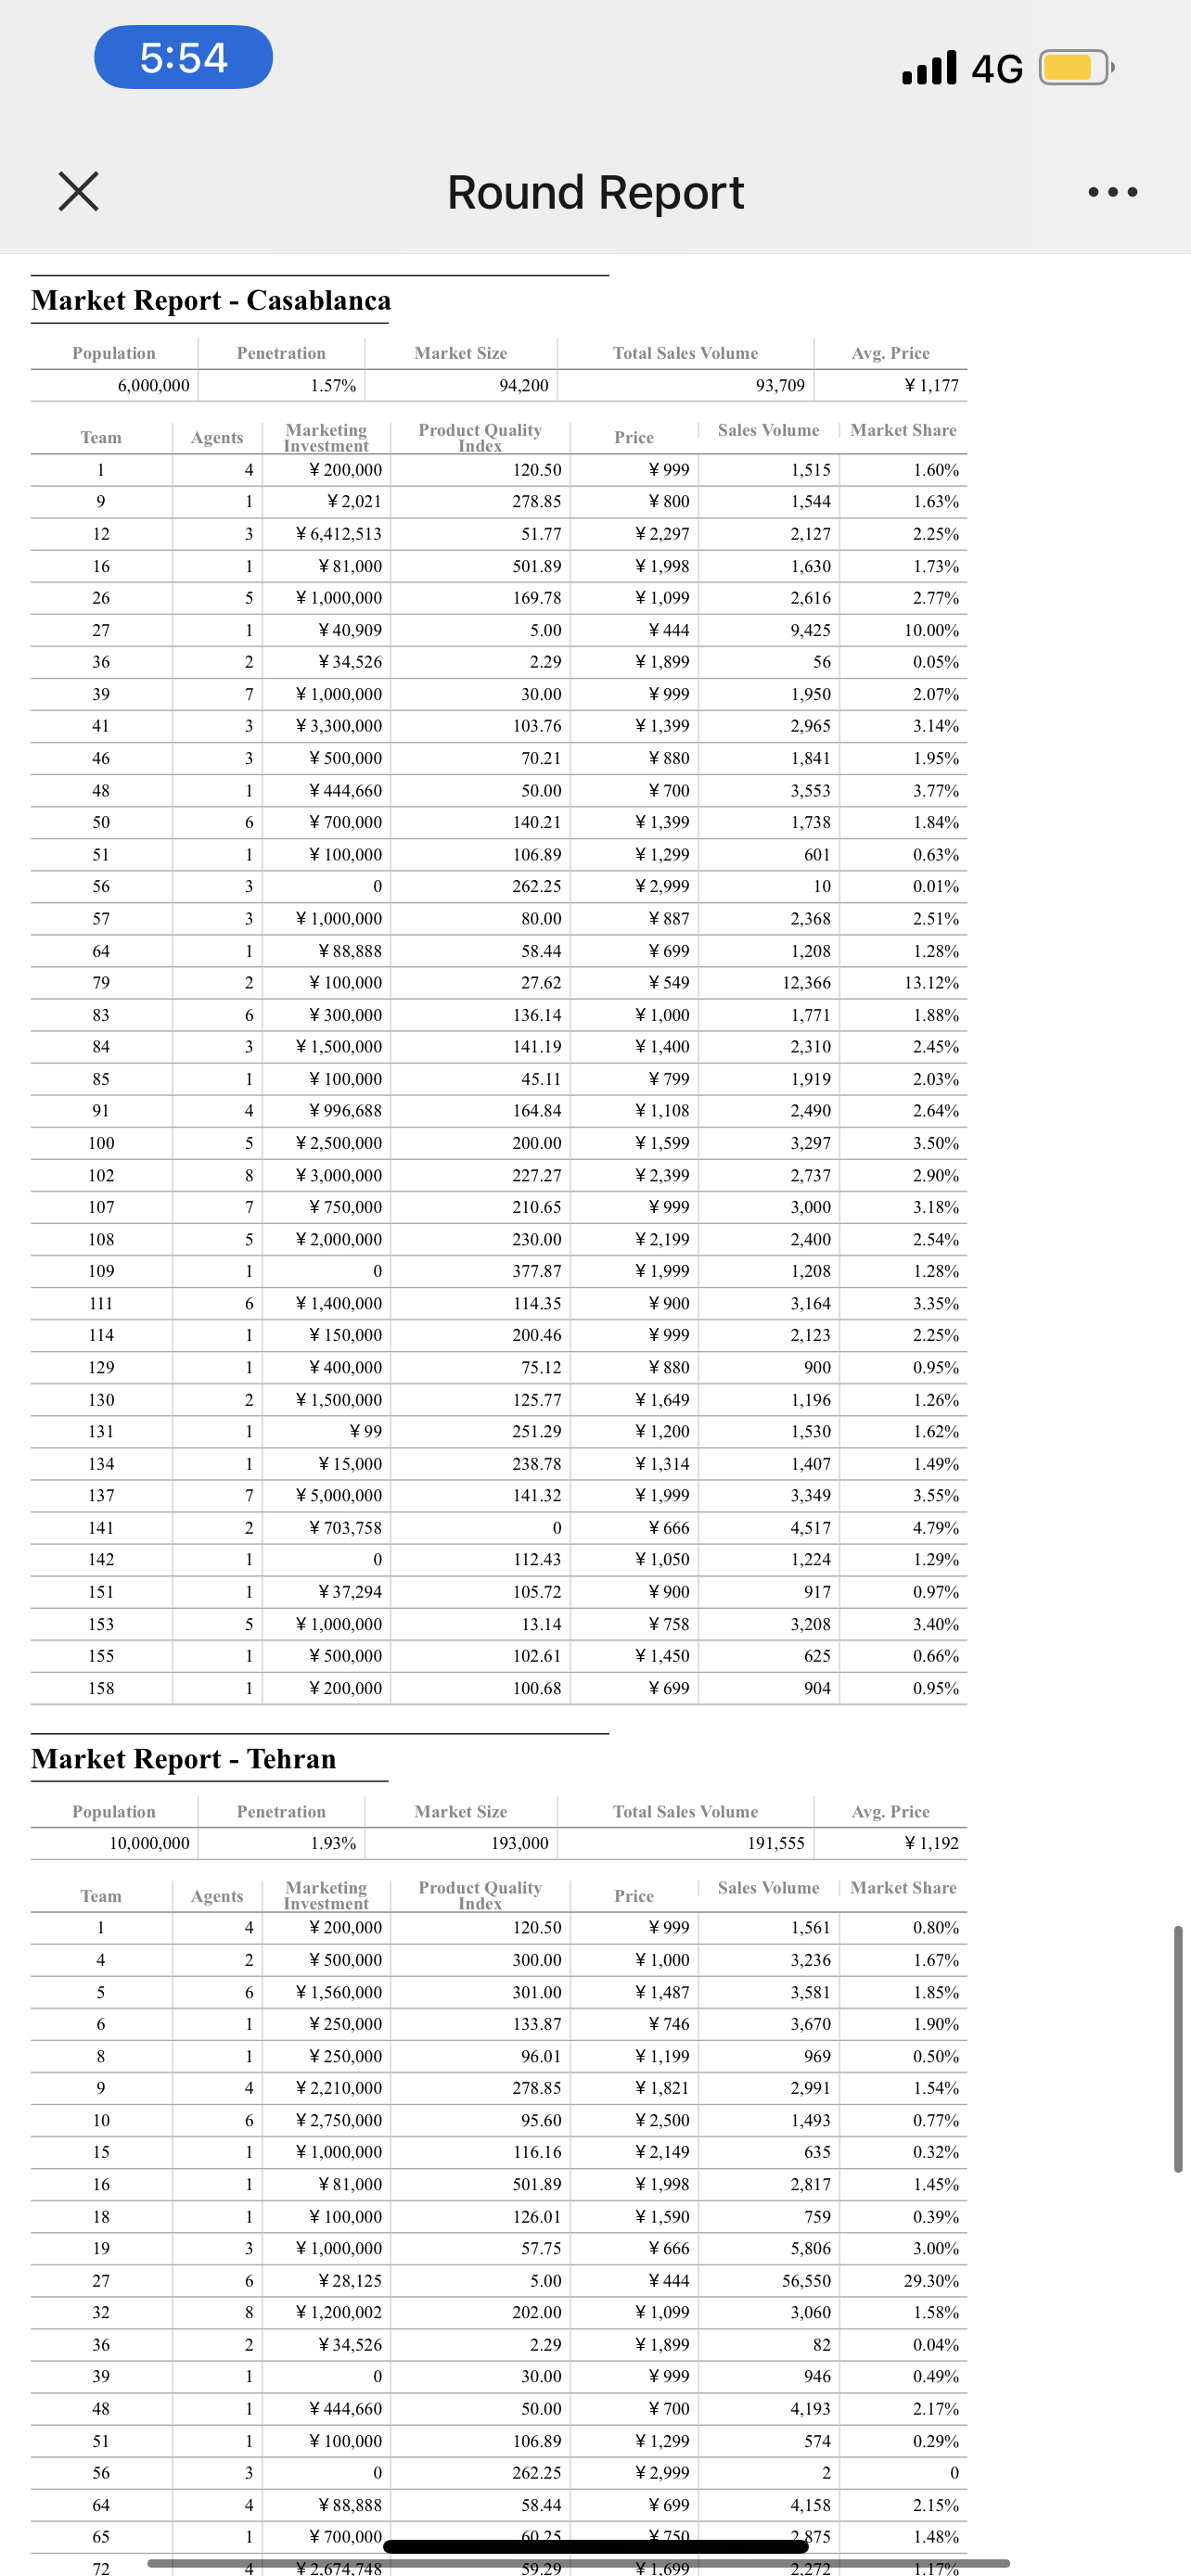 5:54
4G
Round Report
Market Report - Casablanca
Population Penetration Market Size Total Sales Volume Avg. Price
6,000,000 1.57% 94,200 93,709 ¥ 1,177
Team Agents Marketing Investment Product Quality Index Price Sales Volume Market Share
1 4 ¥ 200,000 120.50 ¥ 999 1,515 1.60%
9 1 ¥ 2,021 278.85 ¥ 800 1,544 1.63%
12 3 ¥ 6,412,513 51.77 ¥ 2,297 2,127 2.25%
16 1 ¥ 81,000 501.89 ¥ 1,998 1,630 1.73%
26 5 ¥ 1,000,000 169.78 ¥ 1,099 2,616 2.77%
27 1 ¥ 40,909 5.00 ¥ 444 9,425 10.00%
36 2 ¥ 34,526 2.29 ¥ 1,899 56 0.05%
39 7 ¥ 1,000,000 30.00 ¥ 999 1,950 2.07%
41 3 ¥ 3,300,000 103.76 ¥ 1,399 2,965 3.14%
46 3 ¥ 500,000 70.21 ¥ 880 1,841 1.95%
48 1 ¥ 444,660 50.00 ¥ 700 3,553 3.77%
50 6 ¥ 700,000 140.21 ¥ 1,399 1,738 1.84%
51 1 ¥ 100,000 106.89 ¥ 1,299 601 0.63%
56 3 0 262.25 ¥ 2,999 10 0.01%
57 3 ¥ 1,000,000 80.00 ¥ 887 2,368 2.51%
64 1 ¥ 88,888 58.44 ¥ 699 1,208 1.28%
79 2 ¥ 100,000 27.62 ¥ 549 12,366 13.12%
83 6 ¥ 300,000 136.14 ¥ 1,000 1,771 1.88%
84 3 ¥ 1,500,000 141.19 ¥ 1,400 2,310 2.45%
85 1 ¥ 100,000 45.11 ¥ 799 1,919 2.03%
91 4 ¥ 996,688 164.84 ¥ 1,108 2,490 2.64%
100 5 ¥ 2,500,000 200.00 ¥ 1,599 3,297 3.50%
102 8 ¥ 3,000,000 227.27 ¥ 2,399 2,737 2.90%
107 7 ¥ 750,000 210.65 ¥ 999 3,000 3.18%
108 5 ¥ 2,000,000 230.00 ¥ 2,199 2,400 2.54%
109 1 0 377.87 ¥ 1,999 1,208 1.28%
111 6 ¥ 1,400,000 114.35 ¥ 900 3,164 3.35%
114 1 ¥ 150,000 200.46 ¥ 999 2,123 2.25%
129 1 ¥ 400,000 75.12 ¥ 880 900 0.95%
130 2 ¥ 1,500,000 125.77 ¥ 1,649 1,196 1.26%
131 1 ¥ 99 251.29 ¥ 1,200 1,530 1.62%
134 1 ¥ 15,000 238.78 ¥ 1,314 1,407 1.49%
137 7 ¥ 5,000,000 141.32 ¥ 1,999 3,349 3.55%
141 2 ¥ 703,758 0 ¥ 666 4,517 4.79%
142 1 0 112.43 ¥ 1,050 1,224 1.29%
151 1 ¥ 37,294 105.72 ¥ 900 917 0.97%
153 5 ¥ 1,000,000 13.14 ¥ 758 3,208 3.40%
155 1 ¥ 500,000 102.61 ¥ 1,450 625 0.66%
158 1 ¥ 200,000 100.68 ¥ 699 904 0.95%
Market Report - Tehran
Population Penetration Market Size Total Sales Volume Avg. Price
10,000,000 1.93% 193,000 191,555 ¥ 1,192
Team Agents Marketing Investment Product Quality Index Price Sales Volume Market Share
1 4 ¥ 200,000 120.50 ¥ 999 1,561 0.80%
4 2 ¥ 500,000 300.00 ¥ 1,000 3,236 1.67%
5 6 ¥ 1,560,000 301.00 ¥ 1,487 3,581 1.85%
6 1 ¥ 250,000 133.87 ¥ 746 3,670 1.90%
8 1 ¥ 250,000 96.01 ¥ 1,199 969 0.50%
9 4 ¥ 2,210,000 278.85 ¥ 1,821 2,991 1.54%
10 6 ¥ 2,750,000 95.60 ¥ 2,500 1,493 0.77%
15 1 ¥ 1,000,000 116.16 ¥ 2,149 635 0.32%
16 1 ¥ 81,000 501.89 ¥ 1,998 2,817 1.45%
18 1 ¥ 100,000 126.01 ¥ 1,590 759 0.39%
19 3 ¥ 1,000,000 57.75 ¥ 666 5,806 3.00%
27 6 ¥ 28,125 5.00 ¥ 444 56,550 29.30%
32 8 ¥ 1,200,002 202.00 ¥ 1,099 3,060 1.58%
36 2 ¥ 34,526 2.29 ¥ 1,899 82 0.04%
39 1 0 30.00 ¥ 999 946 0.49%
48 1 ¥ 444,660 50.00 ¥ 700 4,193 2.17%
51 1 ¥ 100,000 106.89 ¥ 1,299 574 0.29%
56 3 0 262.25 ¥ 2,999 2 0
64 4 ¥ 88,888 58.44 ¥ 699 4,158 2.15%
65 1 ¥ 700,000 60.25 ¥ 750 2,875 1.48%
72 4 ¥ 2,674,748 59.29 ¥ 1,699 2,272 1.17%